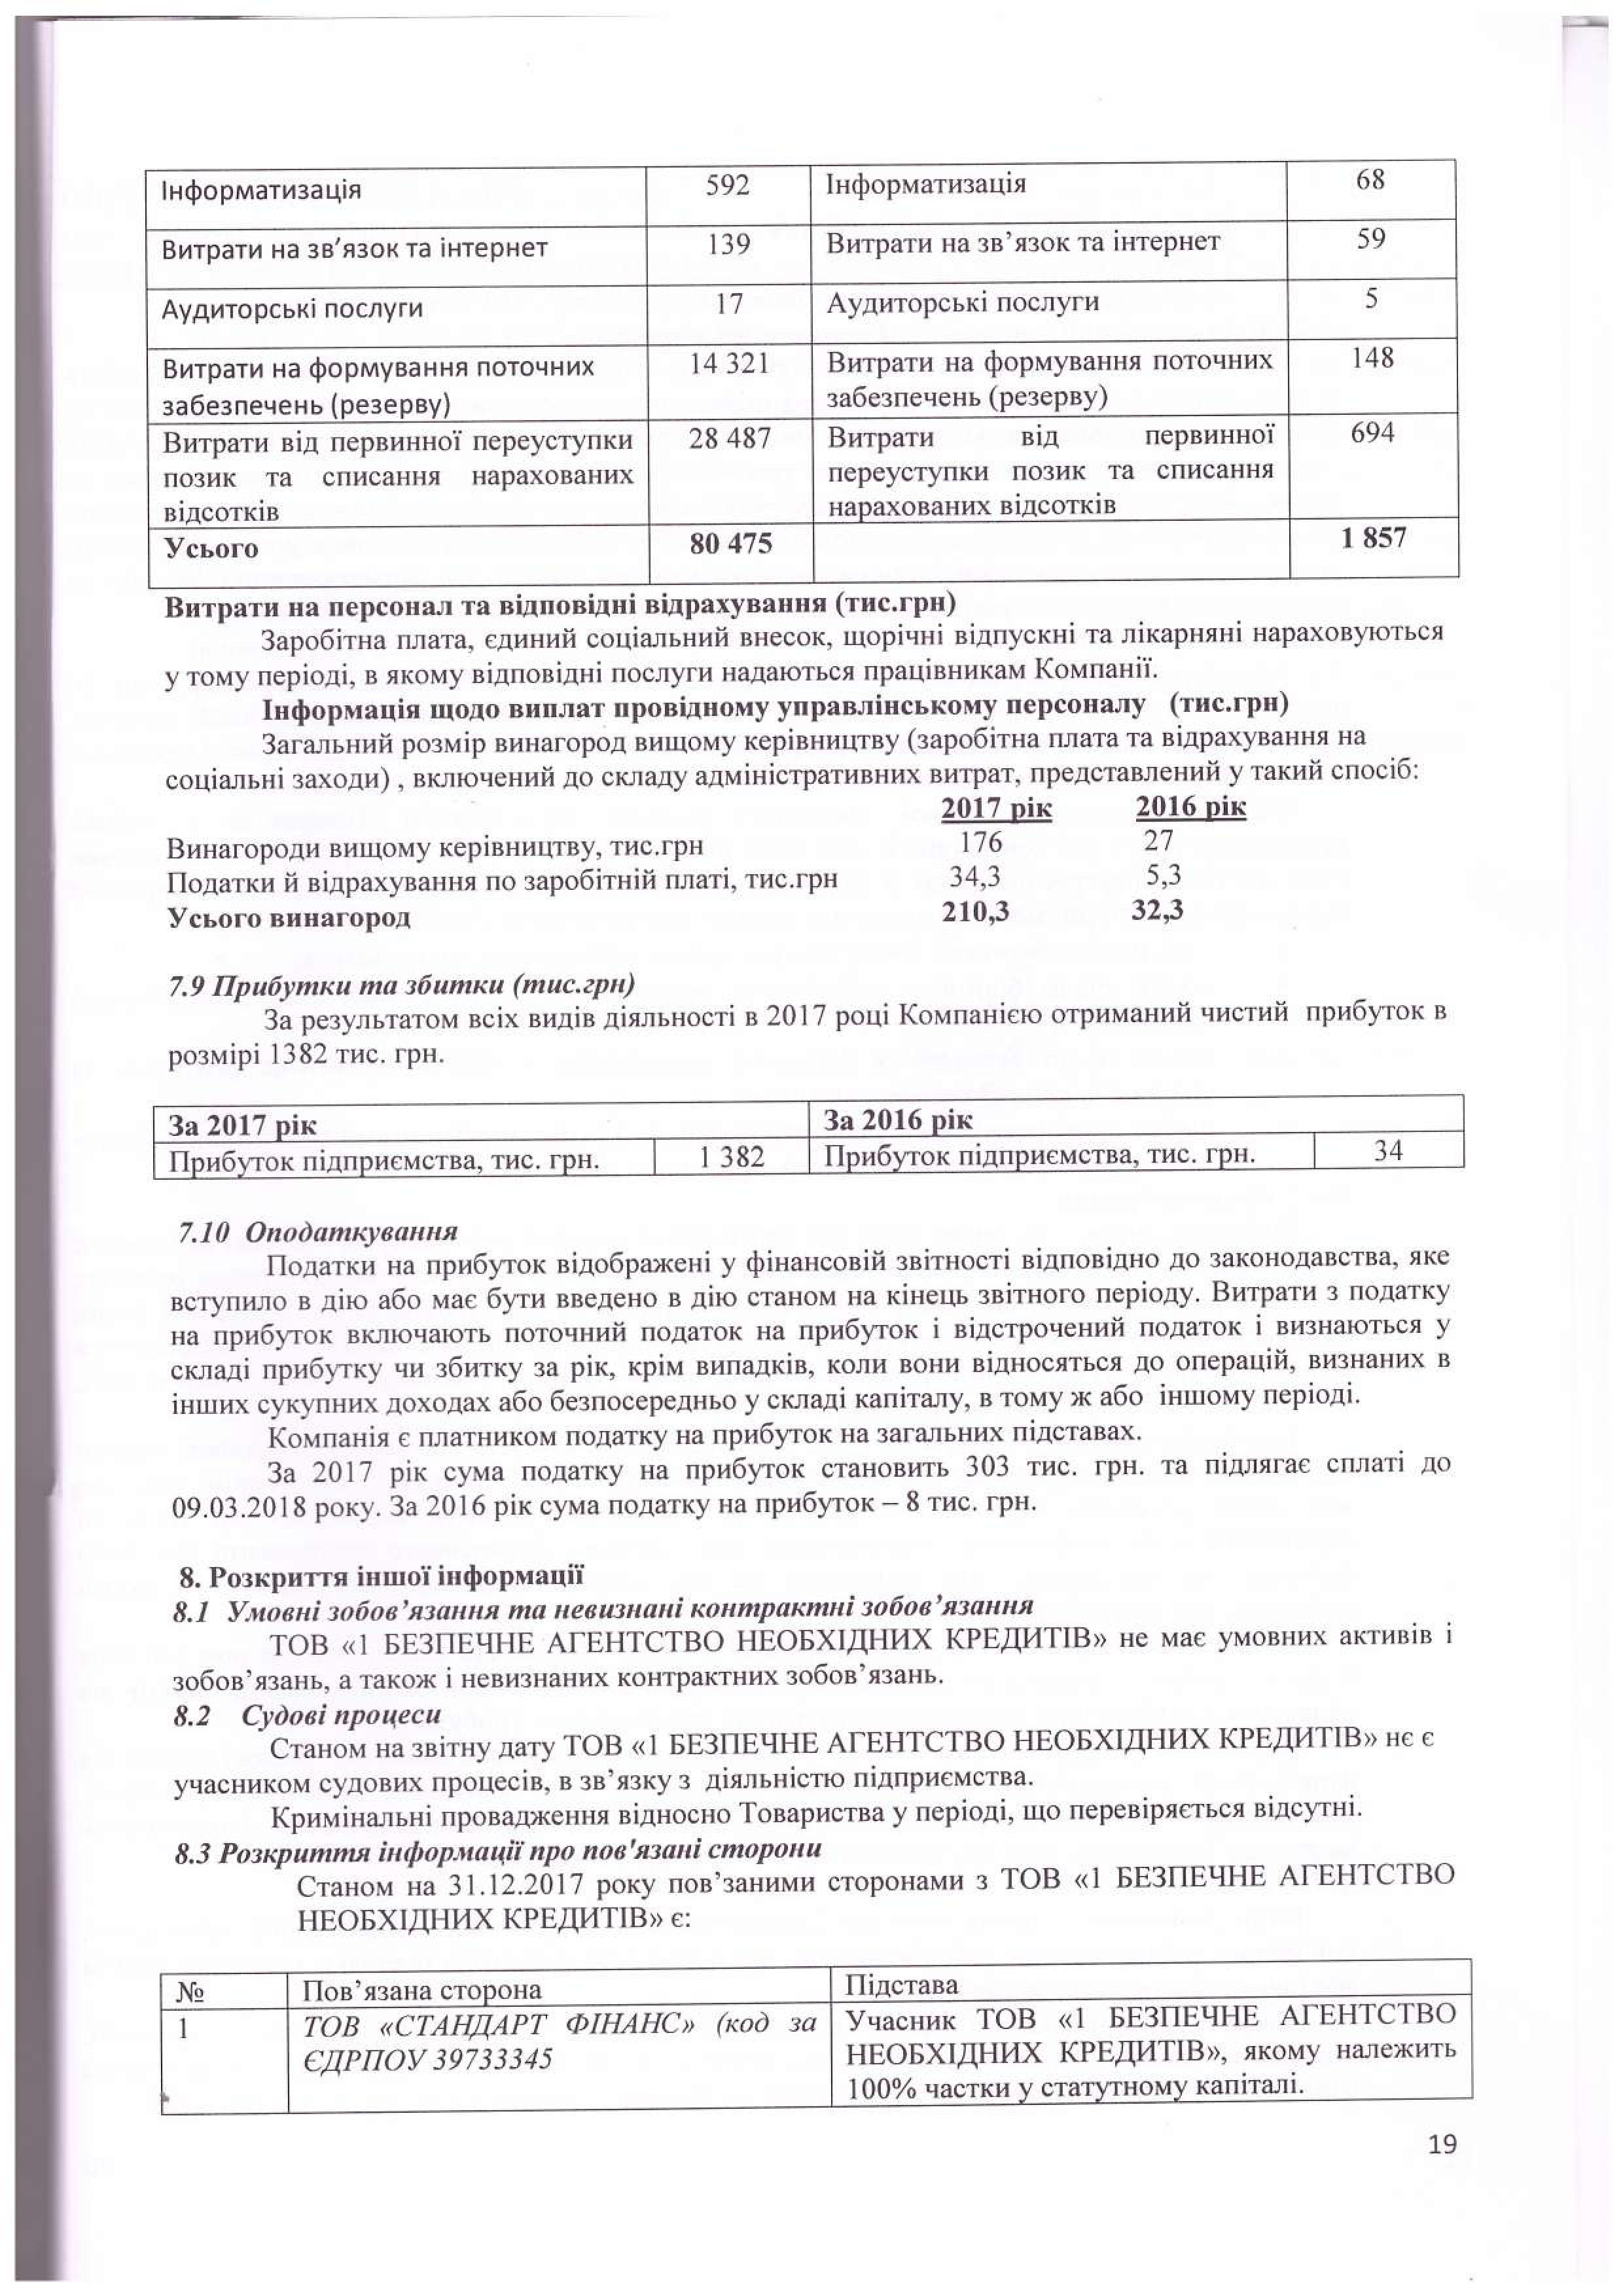 Інформатизація 592 Інформатизація 68
Витрати на зв'язок та інтернет 139 Витрати на зв’язок та інтернет 59
Аудиторські послуги 17 Аудиторські послуги 5
Витрати на формування поточних 14 321 Витрати на формування поточних 148
забезпечень (резерву) забезпечень (резерву)
Витрати від первинної переуступки 28 487 Витрати від первинної 694
позик та списання нарахованих переуступки позик та списання
відсотків нарахованих відсотків
Усього 80 475 1 857
Витрати на персонал та відповідні відрахування (тис.грн)
Заробітна плата, єдиний соціальний внесок, щорічні відпускні та лікарняні нараховуються
у тому періоді, в якому відповідні послуги надаються працівникам Компанії.
Інформація щодо виплат провідному управлінському персоналу (тис.грн)
Загальний розмір винагород вищому керівництву (заробітна плата та відрахування на
соціальні заходи) , включений до складу адміністративних витрат, представлений у такий спосіб:
2017 рік 2016 рік
Винагороди вищому керівництву, тис.грн 176 27
Податки й відрахування по заробітній платі, тис.грн 34,3 5,3
Усього винагород 210,3 32,3
7.9 Прибутки та збитки (тис.грн)
За результатом всіх видів діяльності в 2017 році Компанією отриманий чистий прибуток в
розмірі 1382 тис. грн.
За 2017 рік За 2016 рік
Прибуток підприємства, тис. грн. 1 382 Прибуток підприємства, тис. грн. 34
7.10 Оподаткування
Податки на прибуток відображені у фінансовій звітності відповідно до законодавства, яке
вступило в дію або має бути введено в дію станом на кінець звітного періоду. Витрати з податку
на прибуток включають поточний податок на прибуток і відстрочений податок і визнаються у
складі прибутку чи збитку за рік, крім випадків, коли вони відносяться до операцій, визнаних в
інших сукупних доходах або безпосередньо у складі капіталу, в тому ж або іншому періоді.
Компанія є платником податку на прибуток на загальних підставах.
За 2017 рік сума податку на прибуток становить 303 тис. грн. та підлягає сплаті до
09.03.2018 року. За 2016 рік сума податку на прибуток – 8 тис. грн.
8. Розкриття іншої інформації
8.1 Умовні зобов’язання та невизнані контрактні зобов’язання
ТОВ «1 БЕЗПЕЧНЕ АГЕНТСТВО НЕОБХІДНИХ КРЕДИТІВ» не має умовних активів і
зобов’язань, а також і невизнаних контрактних зобов’язань.
8.2 Судові процеси
Станом на звітну дату ТОВ «1 БЕЗПЕЧНЕ АГЕНТСТВО НЕОБХІДНИХ КРЕДИТІВ» нє є
учасником судових процесів, в зв’язку з діяльністю підприємства.
Кримінальні провадження відносно Товариства у періоді, що перевіряється відсутні.
8.3 Розкриття інформації про пов'язані сторони
Станом на 31.12.2017 року пов’заними сторонами з ТОВ «1 БЕЗПЕЧНЕ АГЕНТСТВО
НЕОБХІДНИХ КРЕДИТІВ» є:
№ Пов’язана сторона Підстава
1 ТОВ «СТАНДАРТ ФІНАНС» (код за Учасник ТОВ «1 БЕЗПЕЧНЕ АГЕНТСТВО
ЄДРПОУ 39733345 НЕОБХІДНИХ КРЕДИТІВ», якому належить
100% частки у статутному капіталі.
19